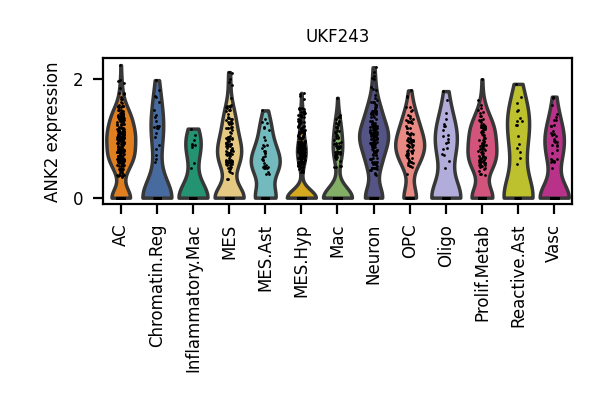 UKF243
ANK2 expression
2
0
AC
Chromatin.Reg
Inflammatory.Mac
MES
MES.Ast
MES.Hyp
Mac
Neuron
OPC
Oligo
Prolif.Metab
Reactive.Ast
Vasc